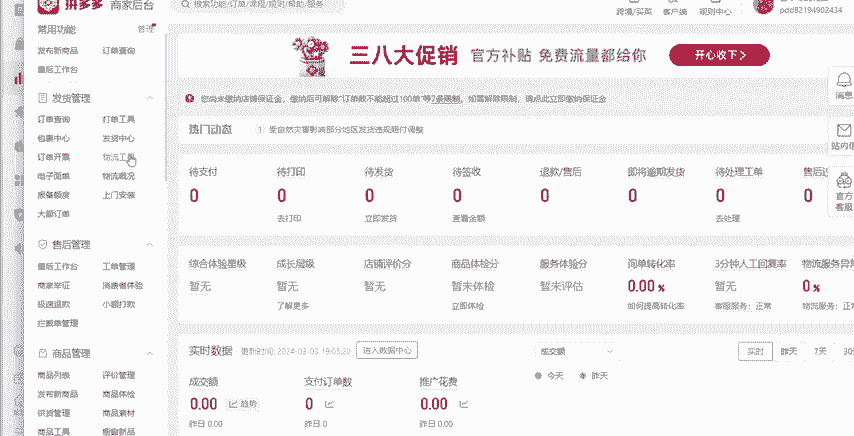 拼多多 商家后台
搜索功能/订单/课程/规则/帮助/服务
跨境/买菜 客户端 规则中心
pdd82194902434
常用功能 管理
发布新商品 订单查询
售后工作台
三八大促销 官方补贴 免费流量都给你 开心收下 >
您尚未缴纳店铺保证金，缴纳后可解除“订单数不能超过100单”等7条限制。如需解除限制，请点此立即缴纳保证金
消息
站内信
官方
客服
发货管理
订单查询 打单工具
包裹中心 发货中心
订单开票 物流工具
电子面单 物流概况
服务额度 上门安装
大额订单
热门动态 1 受自然灾害影响部分地区发货违规赔付调整
待支付 待打印 待发货 待签收 退款/售后 即将逾期发货 待处理工单
0 0 0 0 0 0 0 0
去打印 立即发货 查看金额 去处理
售后管理
售后工作台 工单管理
商家举证 消费者体验
极速退款 小额打款
拦截单管理
综合体验星级 成长层级 店铺评价分 商品体检分 服务体验分 询单转化率 3分钟人工回复率 物流服务异常
暂无 暂无 暂无 暂未体检 暂未评估 0.00% 暂无 0%
了解更多 立即体检 如何提高转化率 客服服务：正常 物流服务：正常
商品管理
商品列表 评价管理
发布新商品 商品体检
供货管理 商品素材
商品工具 橱窗新品
实时数据 更新时间: 2024-03-03 19:05:20 进入数据中心
成交额 实时 昨天 7天
今天 昨天
成交额 支付订单数 推广花费
0.00 趋势 0 0.00
昨日 0.00 昨日 0 昨日 0.00